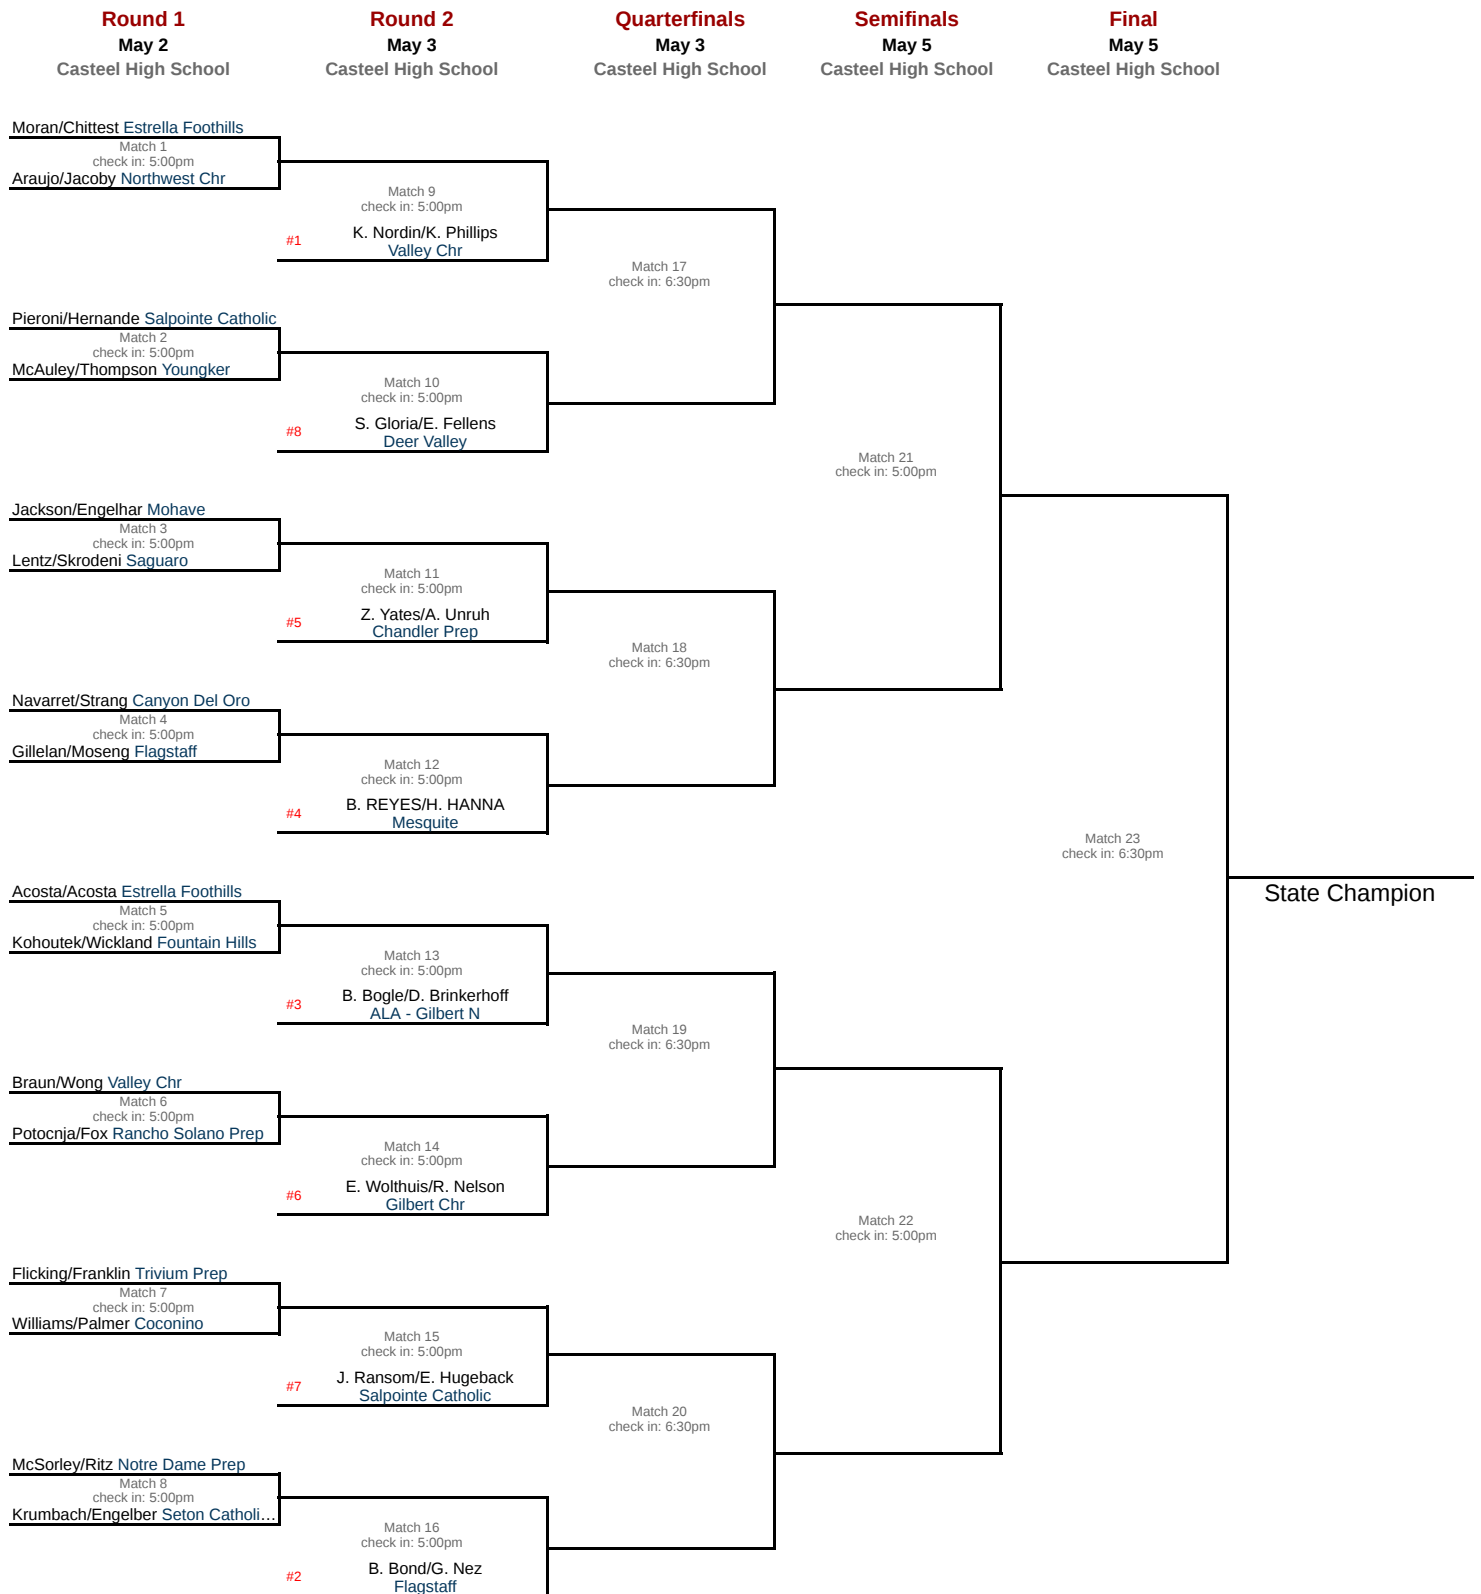 Round 1
May 2
Casteel High School
Round 2
May 3
Casteel High School
Quarterfinals
May 3
Casteel High School
Semifinals
May 5
Casteel High School
Final
May 5
Casteel High School
Moran/Chittest Estrella Foothills
Match 1
check in: 5:00pm
Araujo/Jacoby Northwest Chr
Pieroni/Hernande Salpointe Catholic
Match 2
check in: 5:00pm
McAuley/Thompson Youngker
Jackson/Engelhar Mohave
Match 3
check in: 5:00pm
Lentz/Skrodeni Saguaro
Navarret/Strang Canyon Del Oro
Match 4
check in: 5:00pm
Gillelan/Moseng Flagstaff
Acosta/Acosta Estrella Foothills
Match 5
check in: 5:00pm
Kohoutek/Wickland Fountain Hills
Braun/Wong Valley Chr
Match 6
check in: 5:00pm
Potocnja/Fox Rancho Solano Prep
Flicking/Franklin Trivium Prep
Match 7
check in: 5:00pm
Williams/Palmer Coconino
McSorley/Ritz Notre Dame Prep
Match 8
check in: 5:00pm
Krumbach/Engelber Seton Catholi…
Match 9
check in: 5:00pm
#1 K. Nordin/K. Phillips
Valley Chr
Match 10
check in: 5:00pm
#8 S. Gloria/E. Fellens
Deer Valley
Match 11
check in: 5:00pm
#5 Z. Yates/A. Unruh
Chandler Prep
Match 12
check in: 5:00pm
#4 B. REYES/H. HANNA
Mesquite
Match 13
check in: 5:00pm
#3 B. Bogle/D. Brinkerhoff
ALA - Gilbert N
Match 14
check in: 5:00pm
#6 E. Wolthuis/R. Nelson
Gilbert Chr
Match 15
check in: 5:00pm
#7 J. Ransom/E. Hugeback
Salpointe Catholic
Match 16
check in: 5:00pm
#2 B. Bond/G. Nez
Flagstaff
Match 17
check in: 6:30pm
Match 18
check in: 6:30pm
Match 19
check in: 6:30pm
Match 20
check in: 6:30pm
Match 21
check in: 5:00pm
Match 22
check in: 5:00pm
Match 23
check in: 6:30pm
State Champion